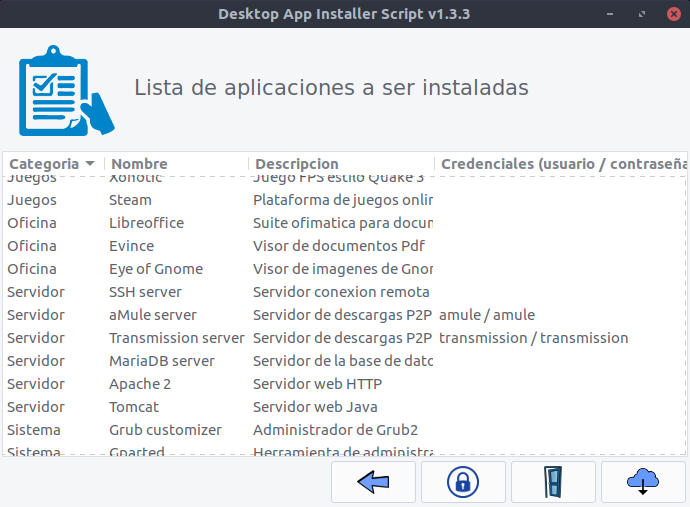 Desktop App Installer Script v1.3.3
Lista de aplicaciones a ser instaladas
Categoria Nombre Descripcion Credenciales (usuario / contraseña
Juegos Xonotic Juego FPS estilo Quake 3
Juegos Steam Plataforma de juegos onlin
Oficina Libreoffice Suite ofimatica para docum
Oficina Evince Visor de documentos Pdf
Oficina Eye of Gnome Visor de imagenes de Gnom
Servidor SSH server Servidor conexion remota
Servidor aMule server Servidor de descargas P2P amule / amule
Servidor Transmission server Servidor de descargas P2P transmission / transmission
Servidor MariaDB server Servidor de la base de dato
Servidor Apache 2 Servidor web HTTP
Servidor Tomcat Servidor web Java
Sistema Grub customizer Administrador de Grub2
Sistema Gparted Herramienta de administra